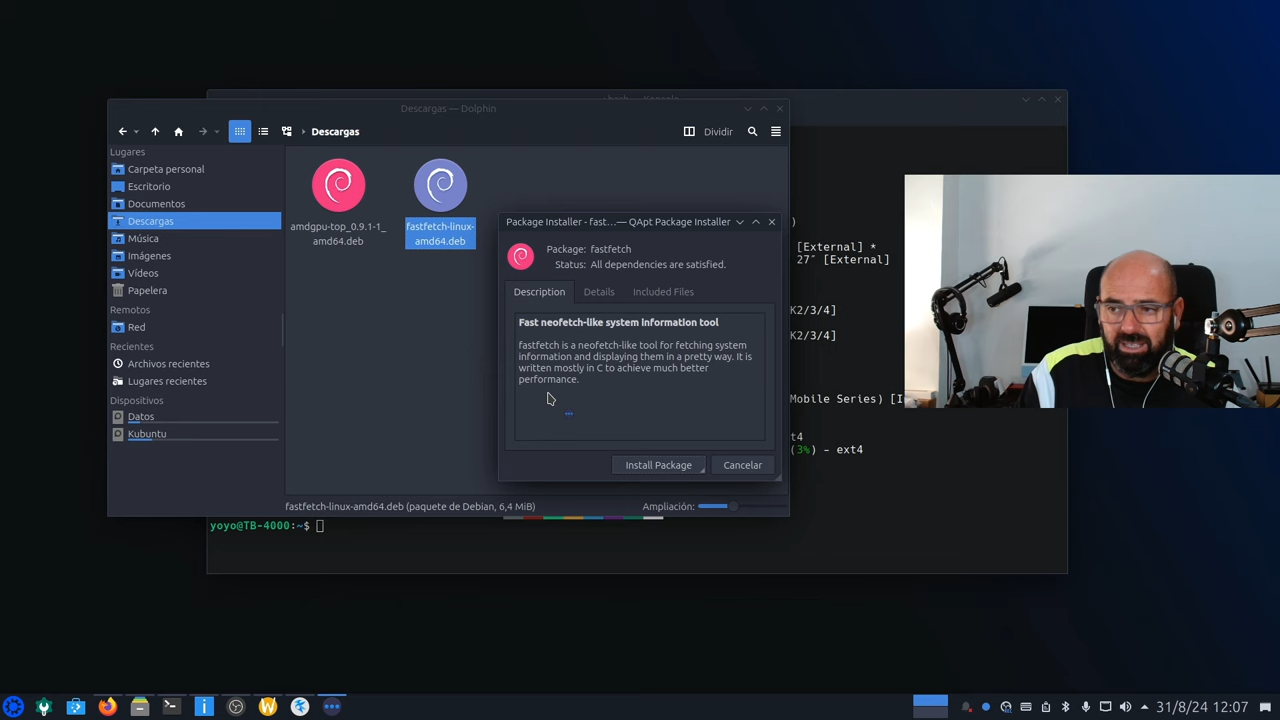 Descargas — Dolphin
Descargas
Dividir
Lugares
Carpeta personal
Escritorio
Documentos
Descargas
Música
Imágenes
Vídeos
Papelera
Remotos
Red
Recientes
Archivos recientes
Lugares recientes
Dispositivos
Datos
Kubuntu
amdgpu-top_0.9.1-1_
amd64.deb
fastfetch-linux-
amd64.deb
fastfetch-linux-amd64.deb (paquete de Debian, 6,4 MiB)
Ampliación:
Package Installer - fast… — QApt Package Installer
Package: fastfetch
Status: All dependencies are satisfied.
Description
Details
Included Files
Fast neofetch-like system information tool
fastfetch is a neofetch-like tool for fetching system
information and displaying them in a pretty way. It is
written mostly in C to achieve much better
performance.
Install Package
Cancelar
)
[External] *
27″ [External]
K2/3/4]
K2/3/4]
Mobile Series) [I
t4
(3%) - ext4
yoyo@TB-4000:~$
31/8/24 12:07